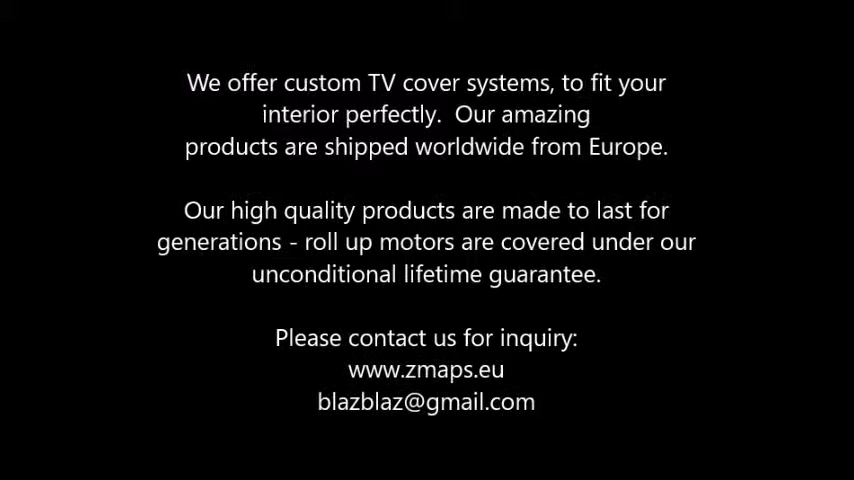 We offer custom TV cover systems, to fit your
interior perfectly.  Our amazing
products are shipped worldwide from Europe.
Our high quality products are made to last for
generations - roll up motors are covered under our
unconditional lifetime guarantee.
Please contact us for inquiry:
www.zmaps.eu
blazblaz@gmail.com